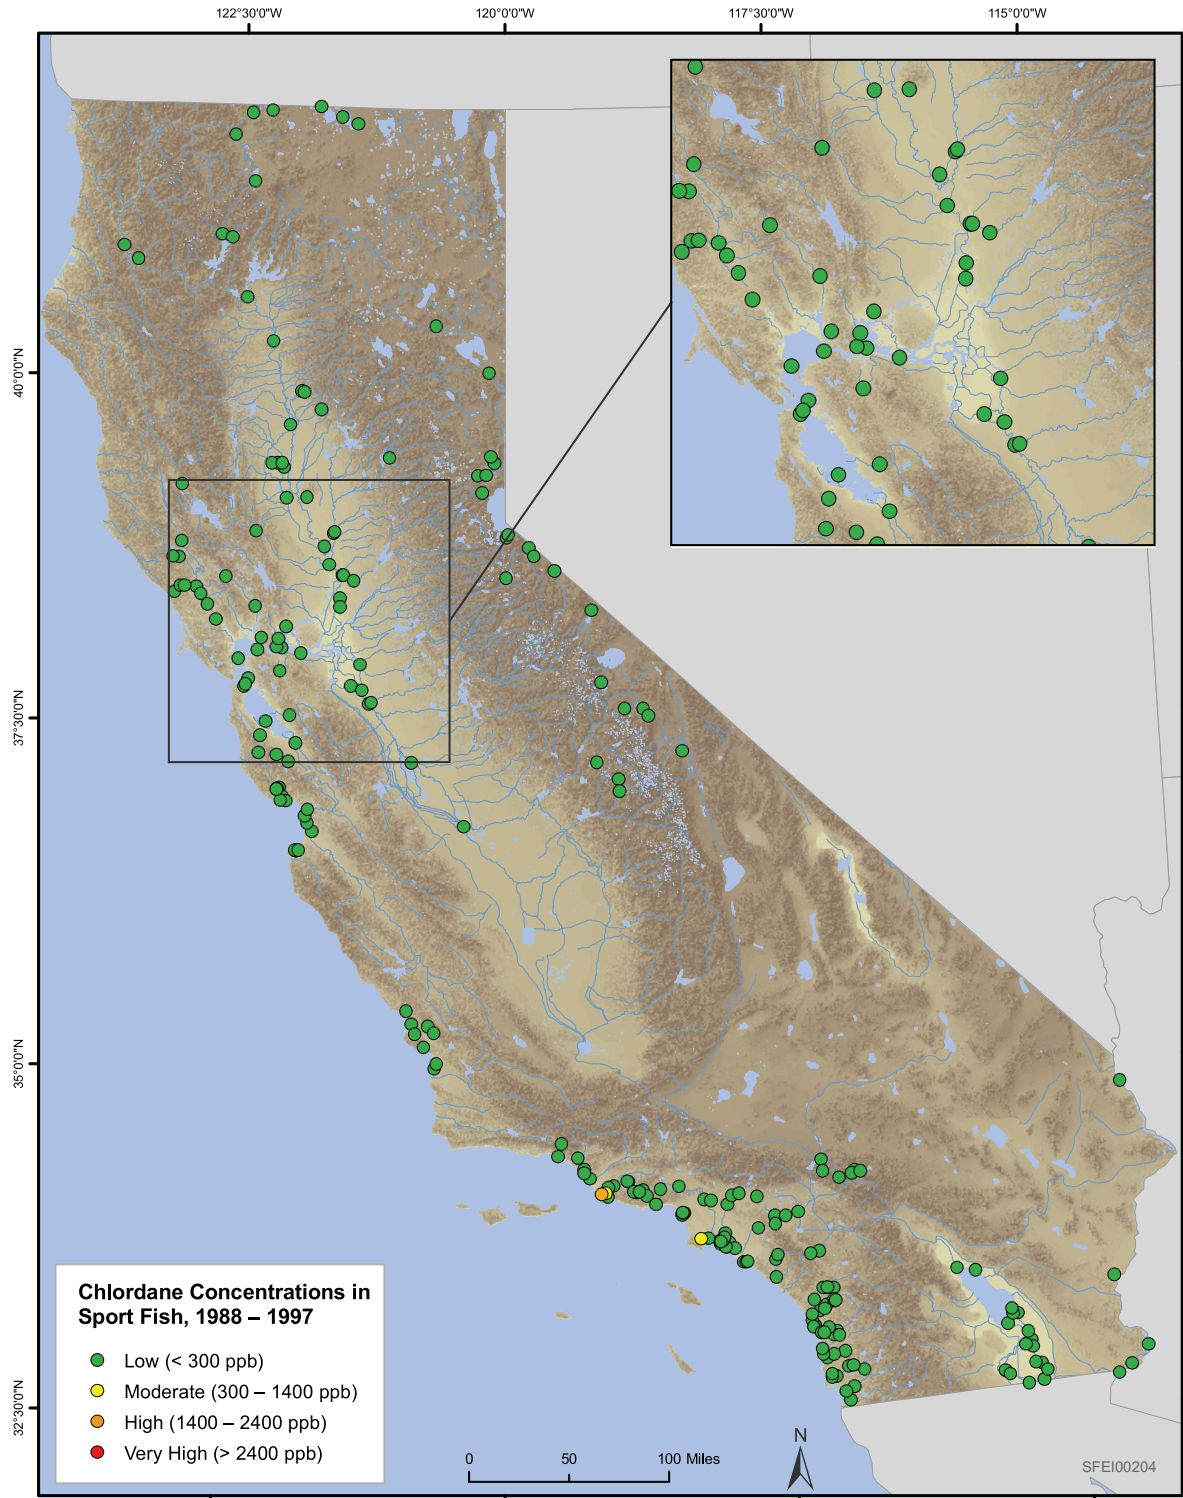 122°30'0"W
120°0'0"W
117°30'0"W
115°0'0"W
40°0'0"N
37°30'0"N
35°0'0"N
32°30'0"N
Chlordane Concentrations in
Sport Fish, 1988 – 1997
Low (< 300 ppb)
Moderate (300 – 1400 ppb)
High (1400 – 2400 ppb)
Very High (> 2400 ppb)
0 50 100 Miles
N
SFEI00204